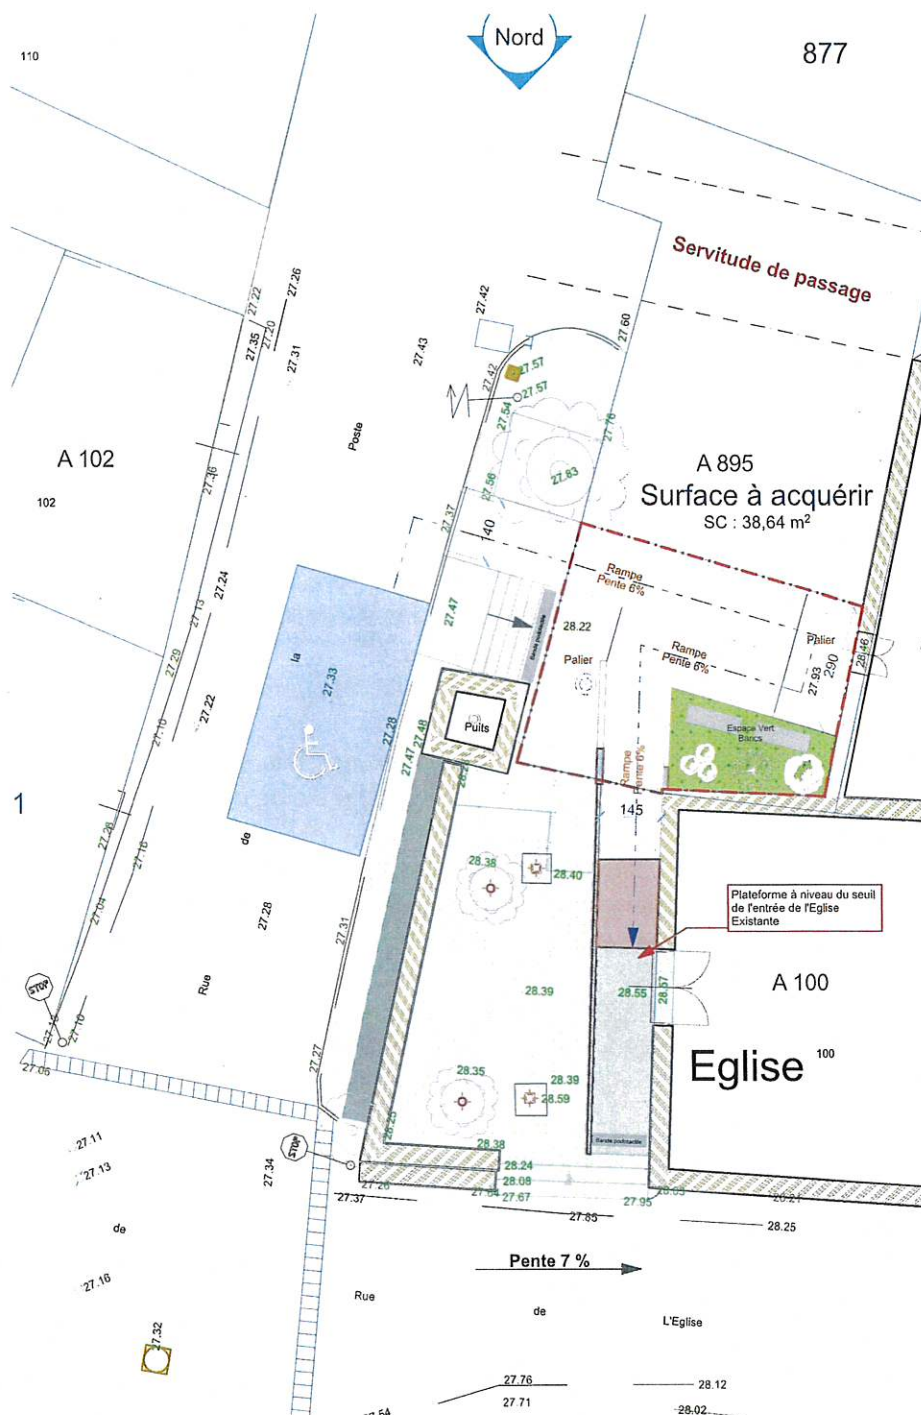 Nord
110
877
Servitude de passage
27.22
27.26
27.20
27.35
27.31
27.42
27.43
27.60
27.42
27.57
27.57
27.54
27.76
Poste
27.83
27.56
A 102
102
27.36
A 895
Surface à acquérir
SC : 38,64 m²
27.37
140
Rampe
Pente 6%
27.24
27.13
27.47
28.22
Rampe
Pente 6%
Palier
28.46
290
27.93
27.29
la
27.33
Palier
27.22
27.10
27.28
27.48
27.47
Puits
Espace Vert
Bancs
Rampe
Pente 6%
1
145
27.16
de
28.38
28.40
27.04
27.28
27.31
Plateforme à niveau du seuil
de l'entrée de l'Eglise
Existante
STOP
Rue
28.39
28.55
28.57
A 100
27.10
Eglise
100
27.06
27.27
28.35
28.39
28.59
28.25
27.11
STOP
28.38
27.13
27.34
28.24
28.08
27.67
27.95
27.37
27.85
28.25
de
Pente 7 %
27.16
Rue
de
L'Eglise
27.32
27.76
28.12
27.71
28.02
27.54